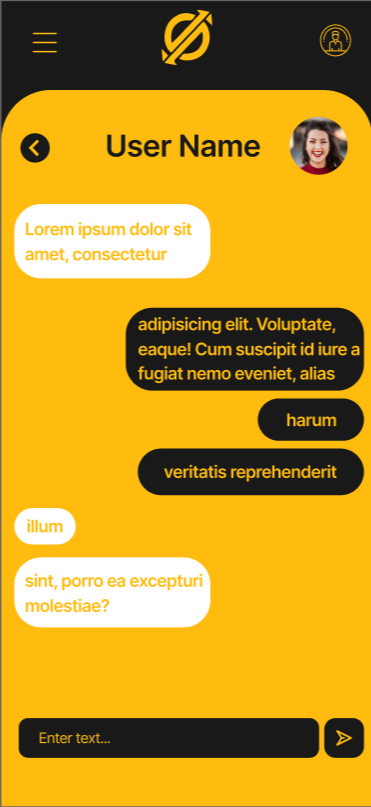 User Name
Lorem ipsum dolor sit
amet, consectetur
adipisicing elit. Voluptate,
eaque! Cum suscipit id iure a
fugiat nemo eveniet, alias
harum
veritatis reprehenderit
illum
sint, porro ea excepturi
molestiae?
Enter text...